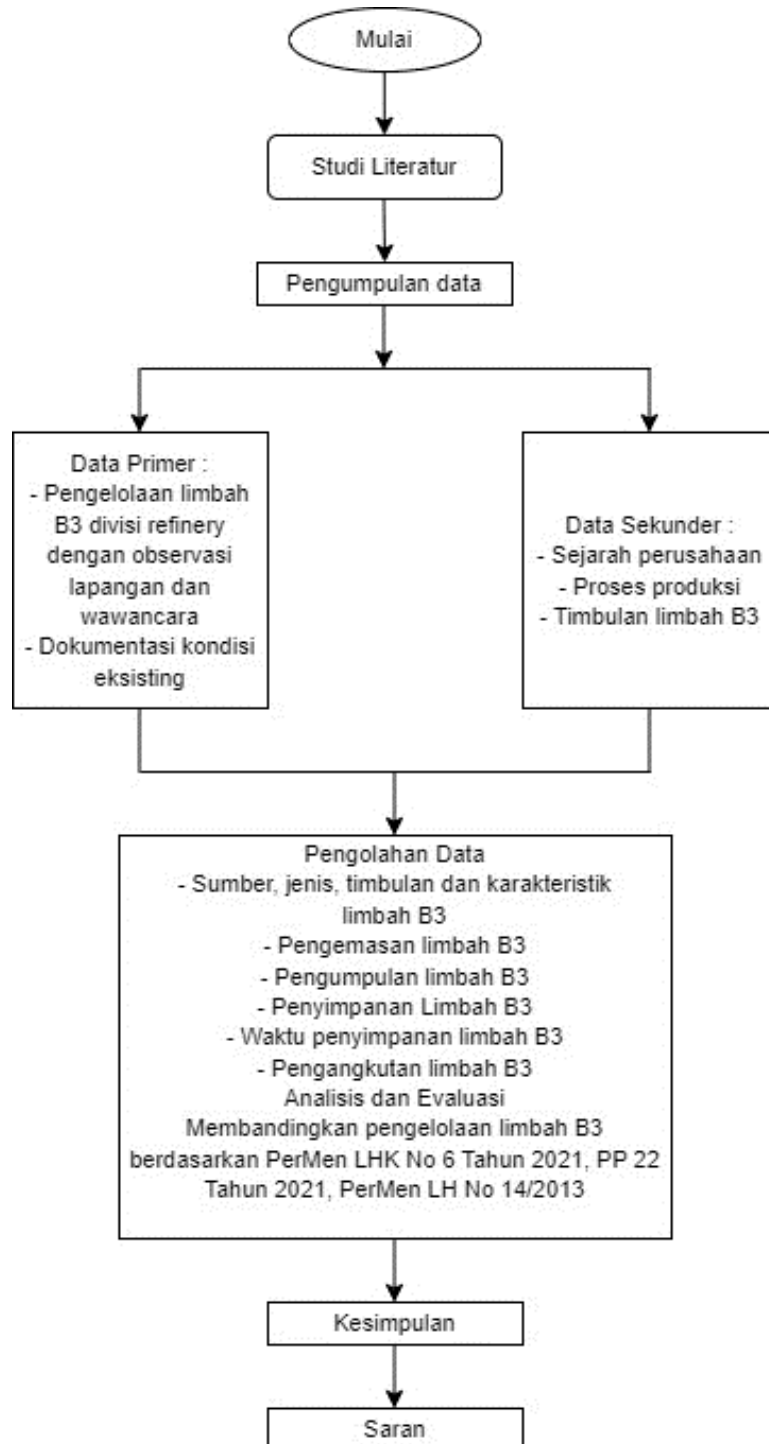 Mulai
Studi Literatur
Pengumpulan data
Data Primer :
- Pengelolaan limbah
B3 divisi refinery
dengan observasi
lapangan dan
wawancara
- Dokumentasi kondisi
eksisting
Data Sekunder :
- Sejarah perusahaan
- Proses produksi
- Timbulan limbah B3
Pengolahan Data
- Sumber, jenis, timbulan dan karakteristik
limbah B3
- Pengemasan limbah B3
- Pengumpulan limbah B3
- Penyimpanan Limbah B3
- Waktu penyimpanan limbah B3
- Pengangkutan limbah B3
Analisis dan Evaluasi
Membandingkan pengelolaan limbah B3
berdasarkan PerMen LHK No 6 Tahun 2021, PP 22
Tahun 2021, PerMen LH No 14/2013
Kesimpulan
Saran